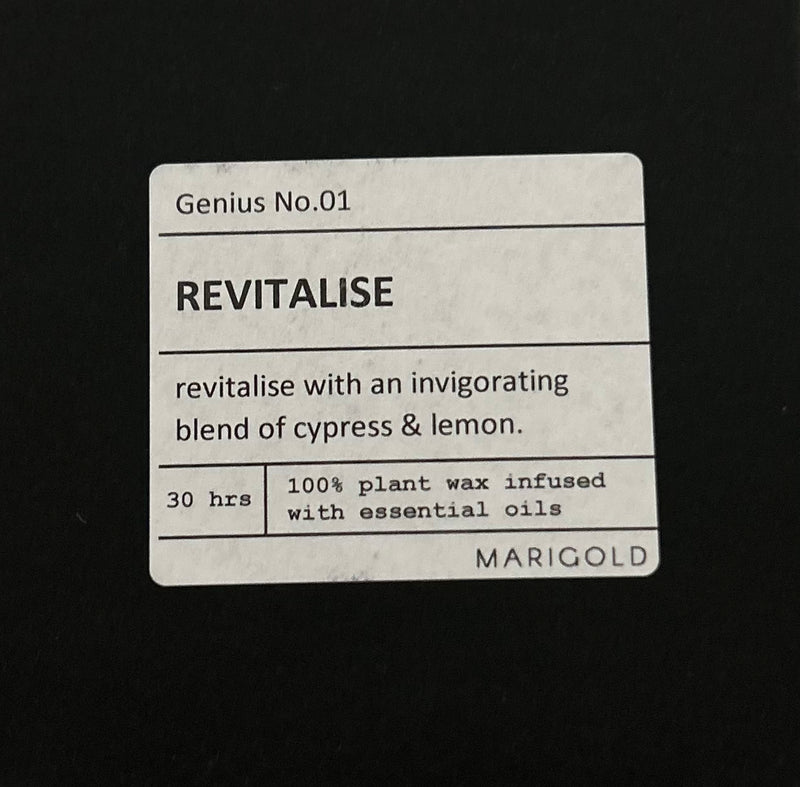 Genius No.01
REVITALISE
revitalise with an invigorating
blend of cypress & lemon.
30 hrs
100% plant wax infused
with essential oils
MARIGOLD